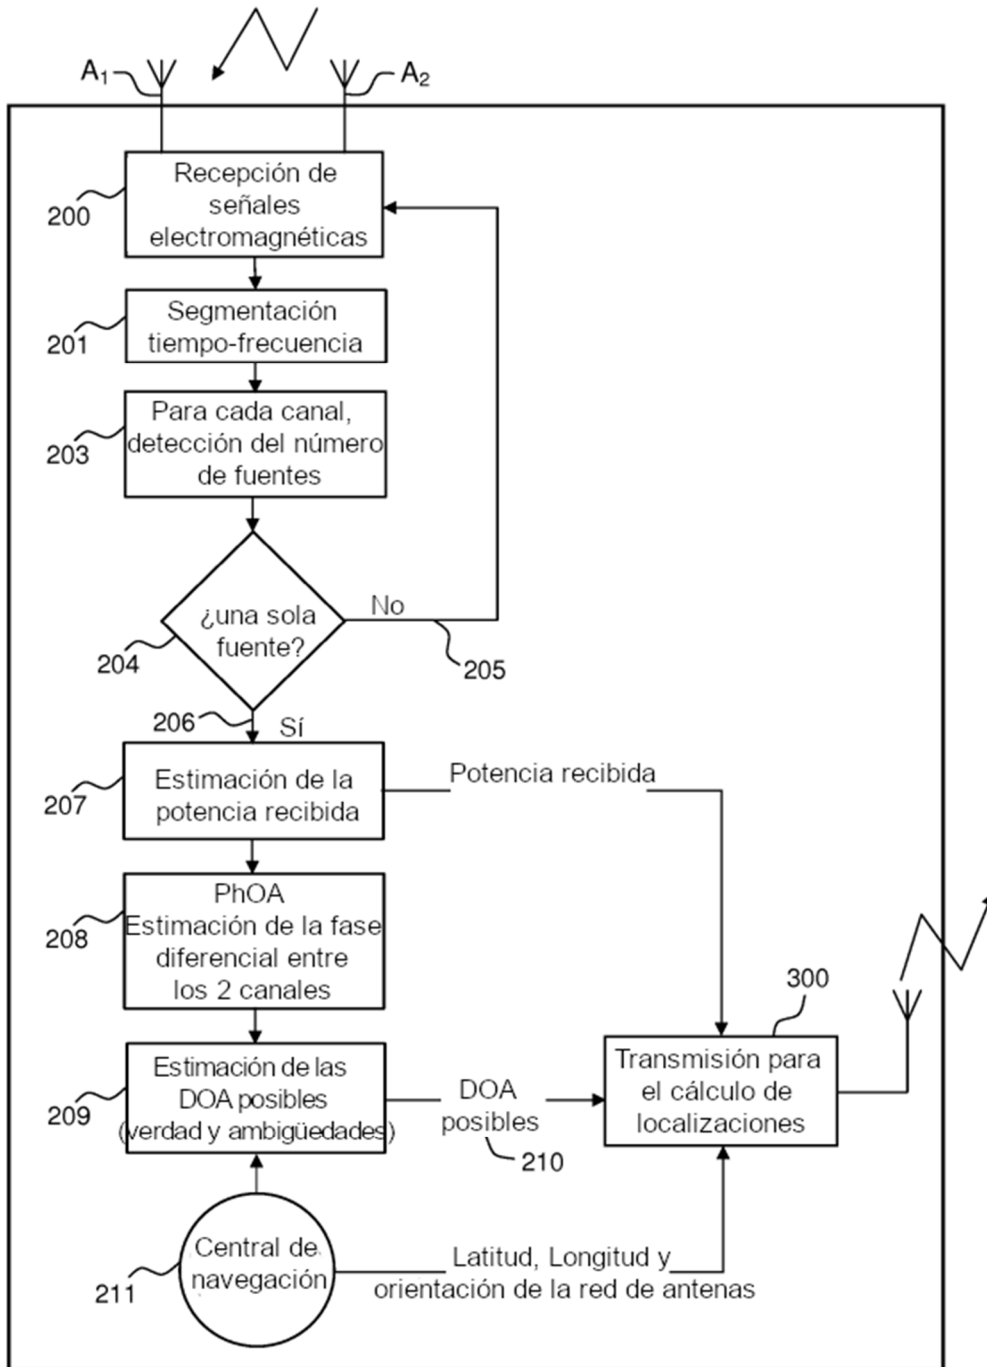 A1
A2
Recepción de
señales
electromagnéticas
200
Segmentación
tiempo-frecuencia
201
Para cada canal,
detección del número
de fuentes
203
¿una sola
fuente?
No
204
205
206
Sí
Estimación de la
potencia recibida
207
Potencia recibida
PhOA
Estimación de la fase
diferencial entre
los 2 canales
208
300
Transmisión para
el cálculo de
localizaciones
Estimación de las
DOA posibles
(verdad y ambigüedades)
209
DOA
posibles
210
Central de
navegación
211
Latitud, Longitud y
orientación de la red de antenas